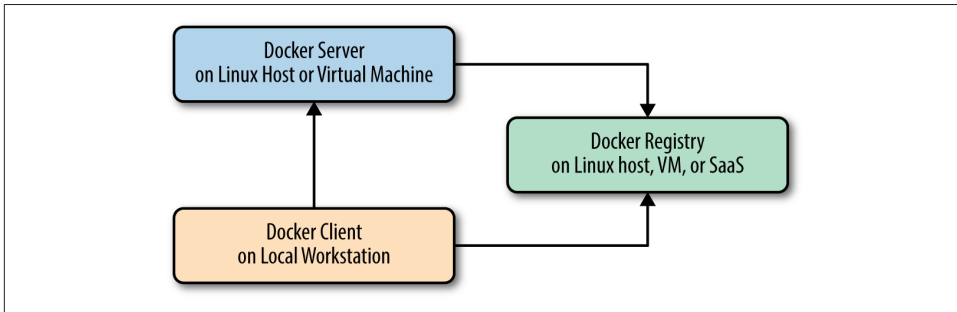 Docker Server
on Linux Host or Virtual Machine
Docker Registry
on Linux host, VM, or SaaS
Docker Client
on Local Workstation